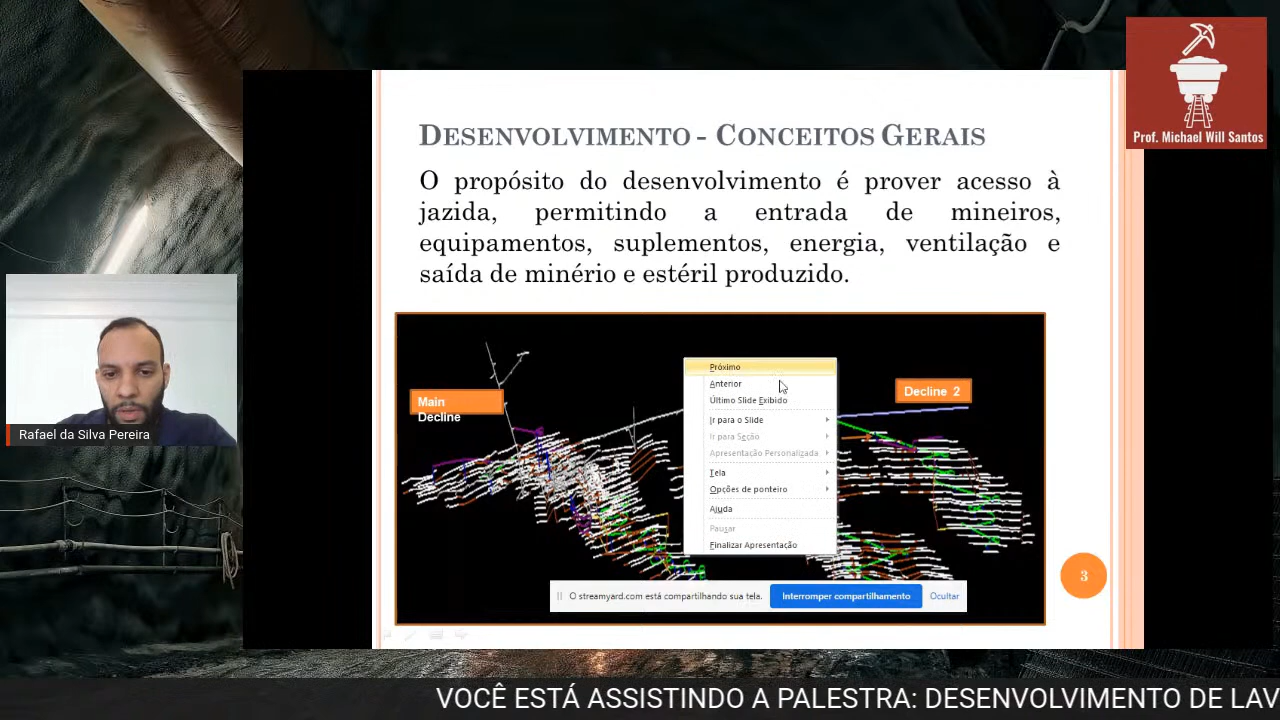 Prof. Michael Will Santos
DESENVOLVIMENTO - CONCEITOS GERAIS
O propósito do desenvolvimento é prover acesso à
jazida, permitindo a entrada de mineiros,
equipamentos, suplementos, energia, ventilação e
saída de minério e estéril produzido.
Main
Decline
Decline 2
Próximo
Anterior
Último Slide Exibido
Ir para o Slide
Ir para Seção
Apresentação Personalizada
Tela
Opções de ponteiro
Ajuda
Pausar
Finalizar Apresentação
Rafael da Silva Pereira
3
O streamyard.com está compartilhando sua tela.
Interromper compartilhamento
Ocultar
VOCÊ ESTÁ ASSISTINDO A PALESTRA: DESENVOLVIMENTO DE LAV